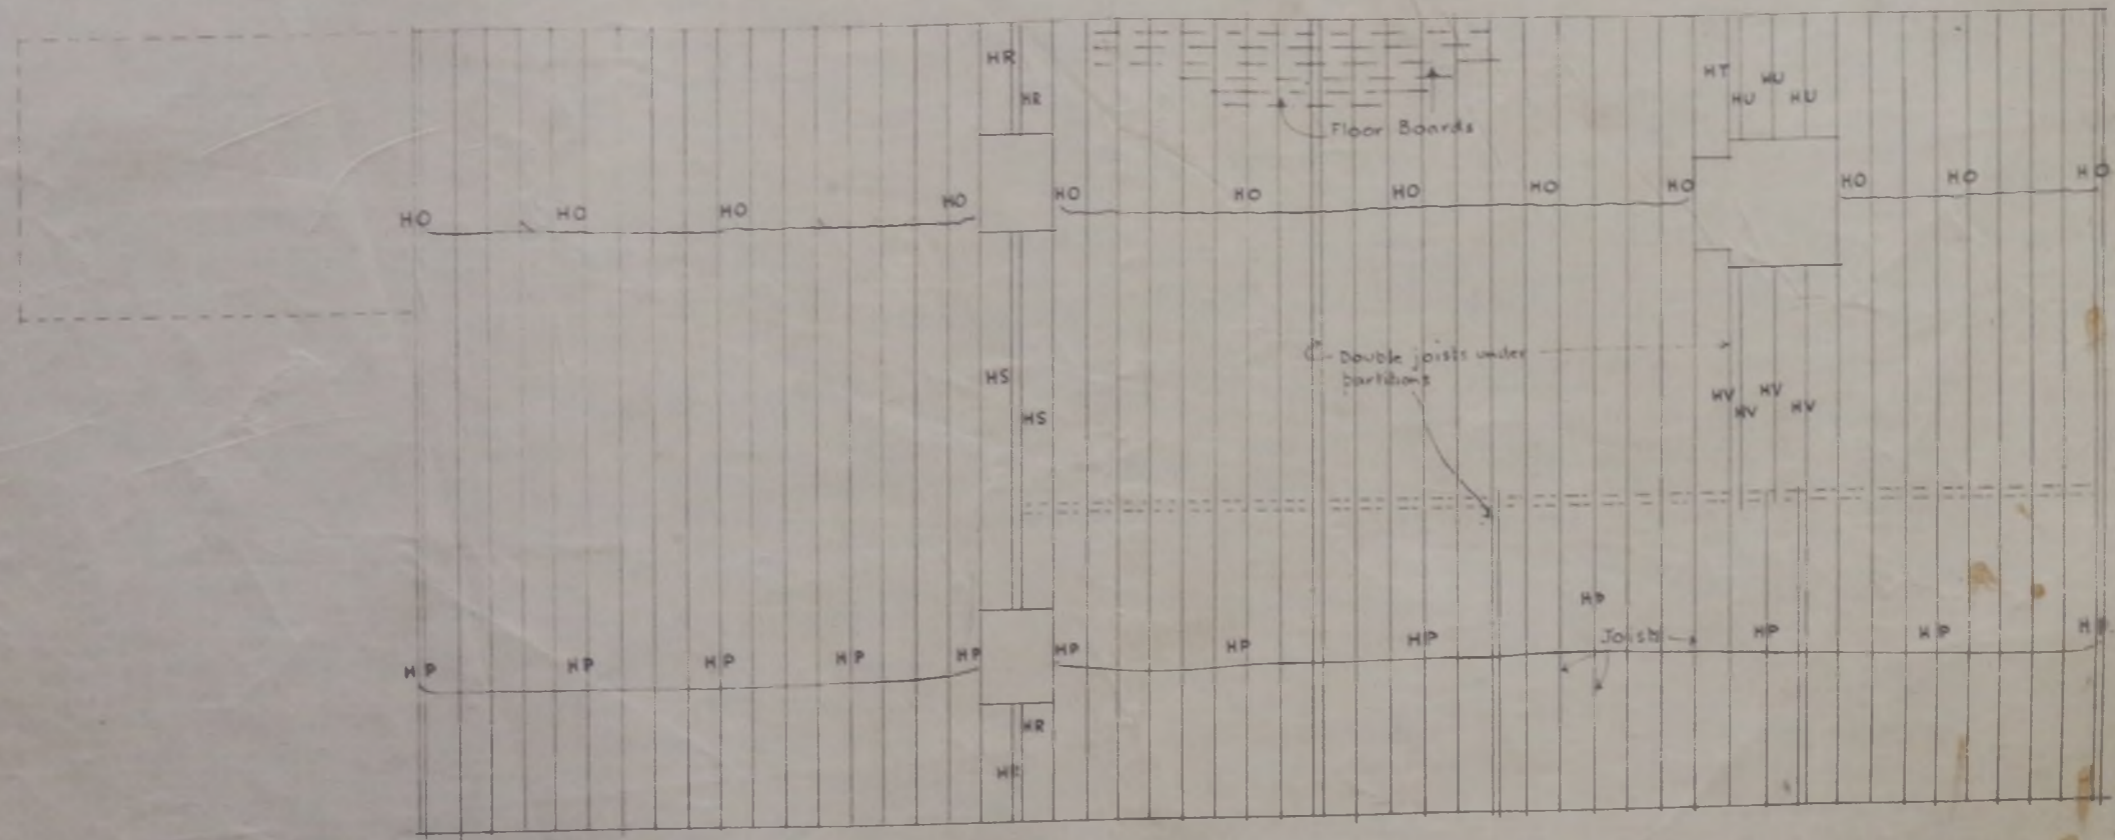 HR
HR
Floor Boards
HT
HU
HU
HU
HO HO HO HO HO HO HO HO HO HO HO HO
Double joists under
partitions
HS
HS
HV
HV
HV
HV
HP
Joists
HP HP HP HP HP HP HP HP HP HP HP
HR
HR